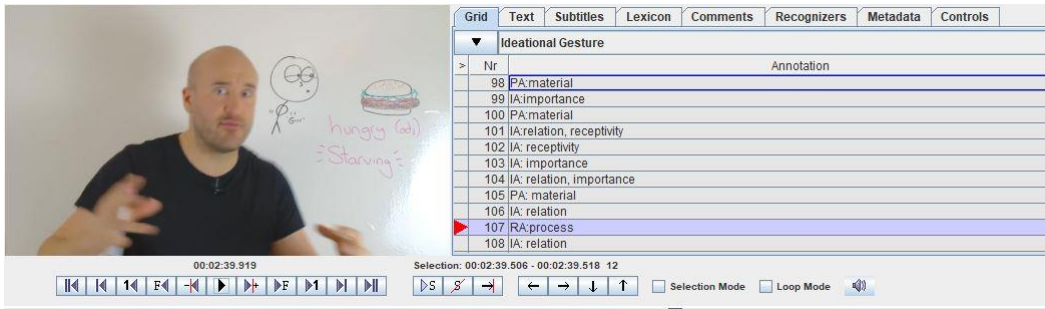 hungry (adj)
Starving
Grid Text Subtitles Lexicon Comments Recognizers Metadata Controls
▼ Ideational Gesture
> Nr Annotation
98 PA:material
99 IA:importance
100 PA:material
101 IA:relation, receptivity
102 IA: receptivity
103 IA: importance
104 IA: relation, importance
105 PA: material
106 IA: relation
107 RA:process
108 IA: relation
00:02:39.919
Selection: 00:02:39.506 - 00:02:39.518 12
1 F + F 1
S S
Selection Mode Loop Mode